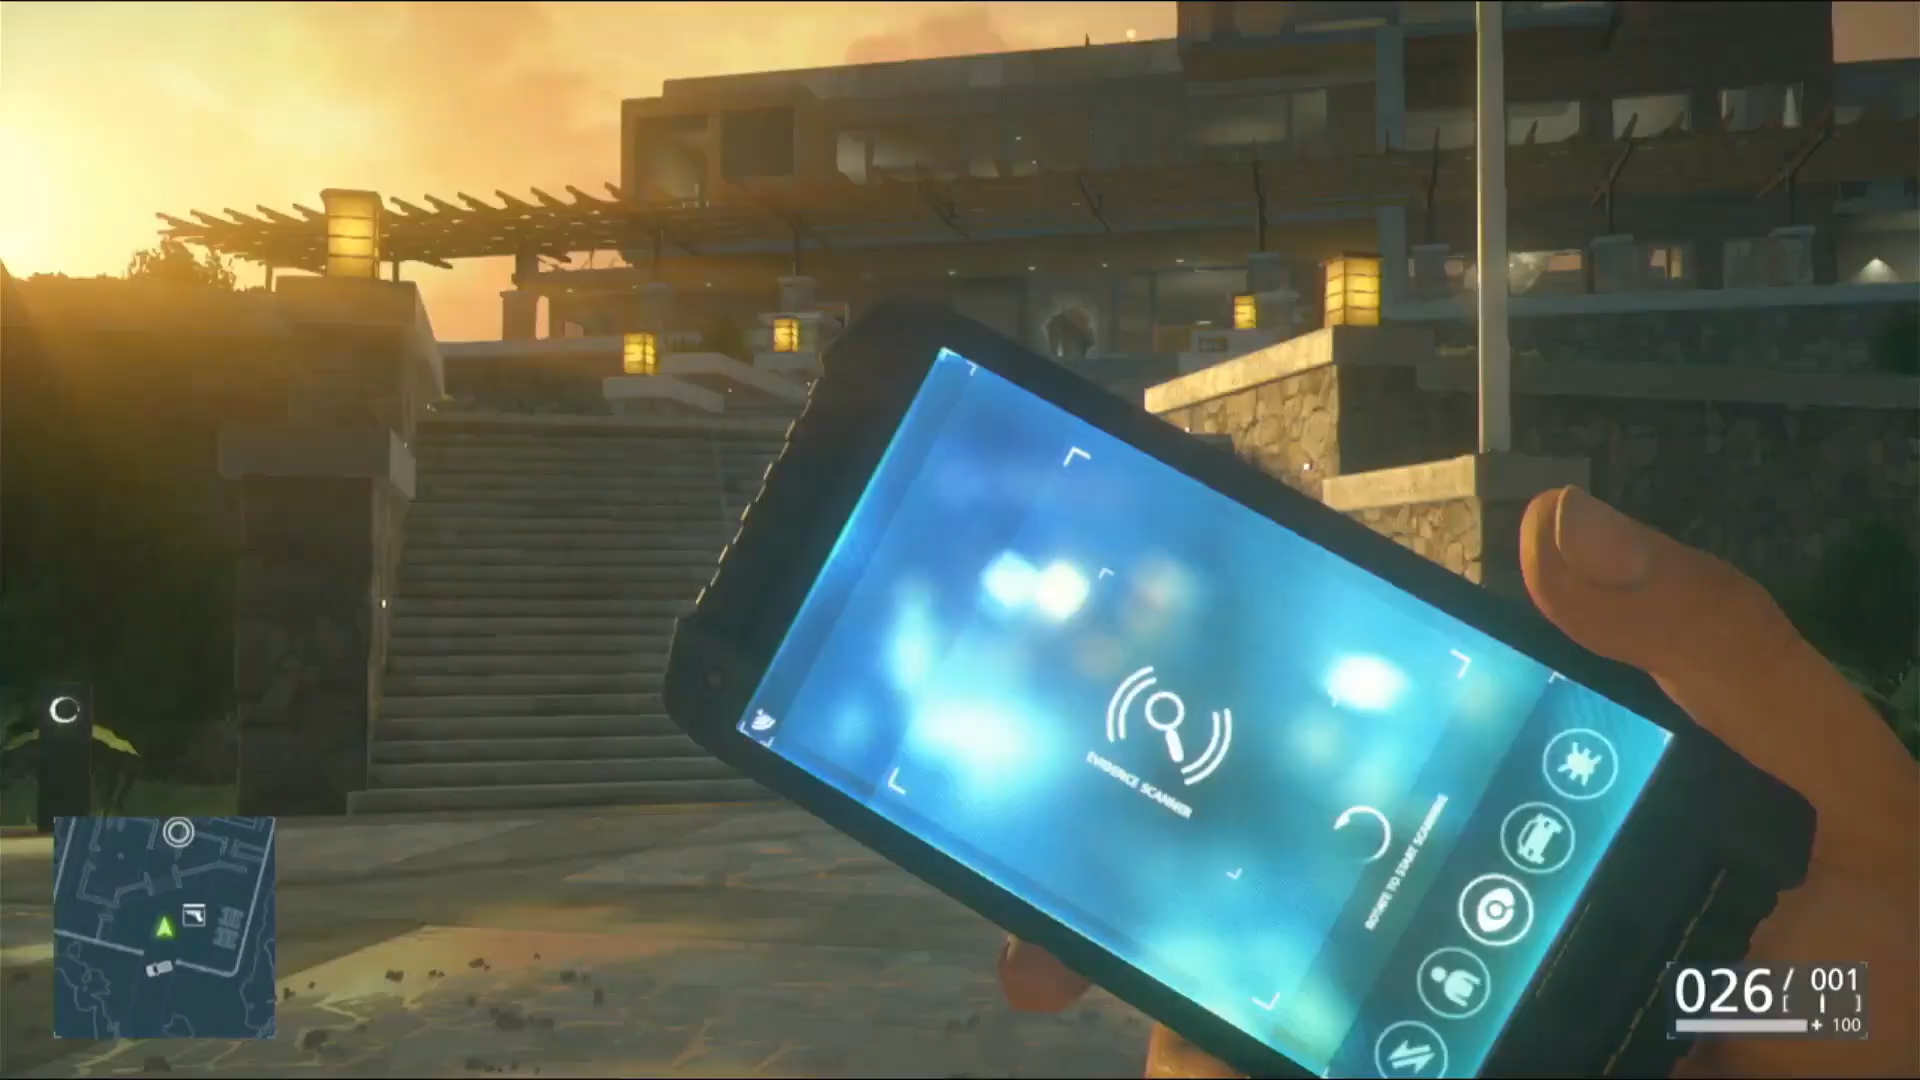 EVIDENCE SCANNER
ROTATE TO START SCANNING
026 / 001
[ | ]
+ 100